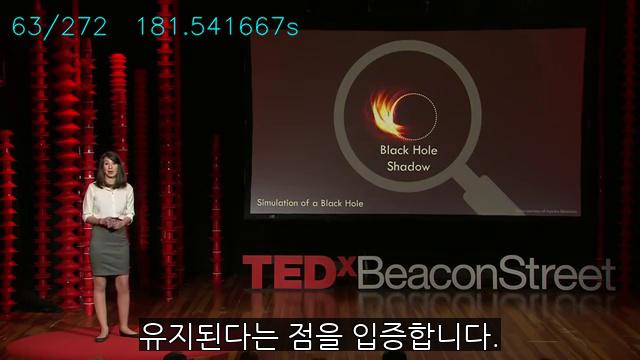 63/272 181.541667s
Black Hole
Shadow
Simulation of a Black Hole
TEDxBeaconStreet
유지된다는 점을 입증합니다.